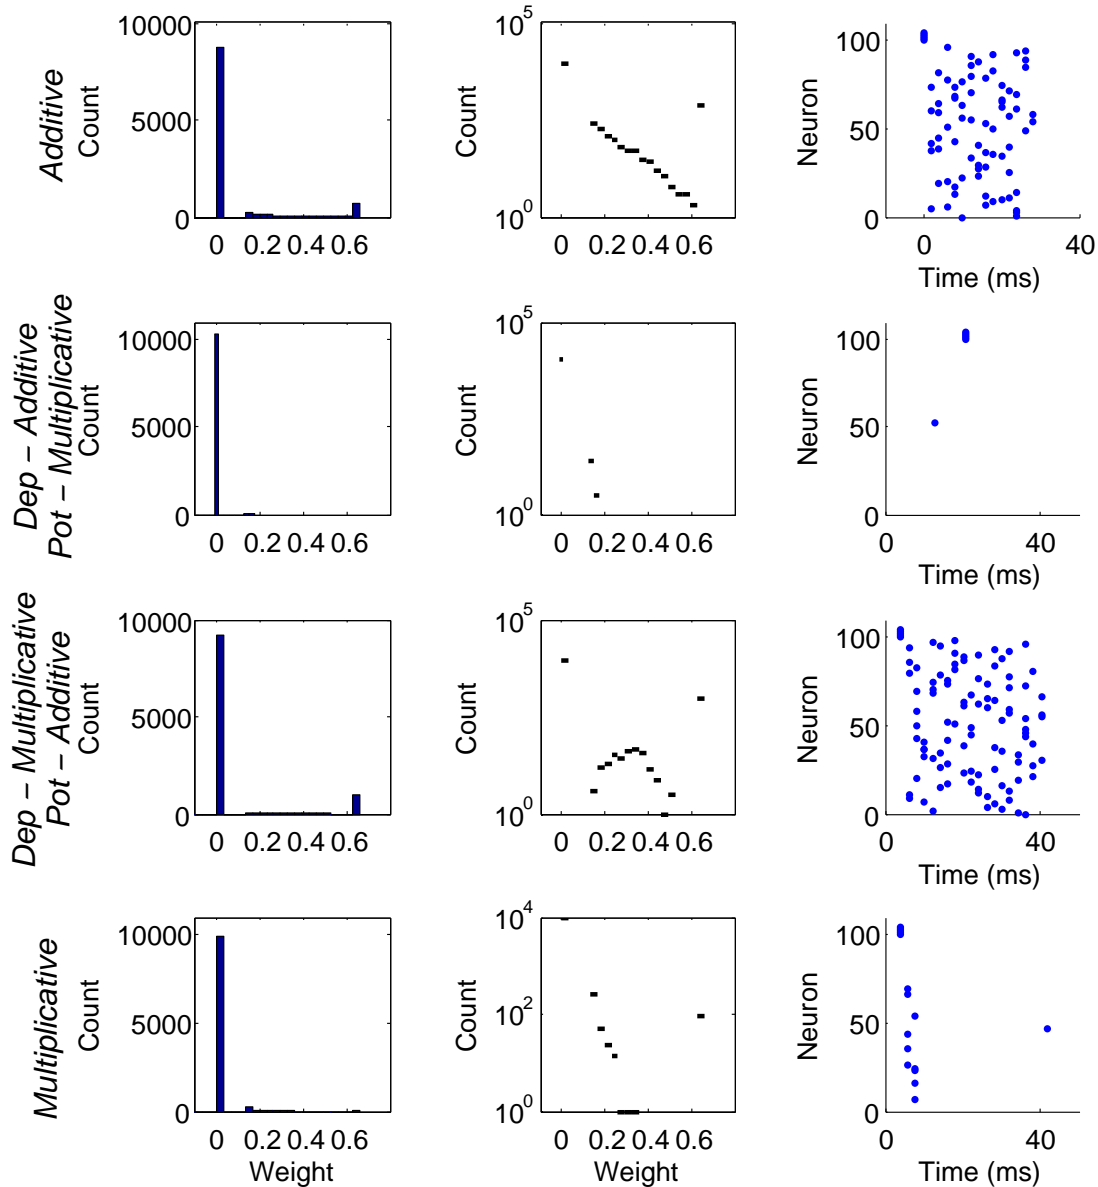 Additive
Count
10000
5000
0
0 0.2 0.4 0.6
Count
10^5
10^0
0 0.2 0.4 0.6
Neuron
100
50
0
0 40
Time (ms)
Dep – Additive
Pot – Multiplicative
Count
10000
5000
0
0 0.2 0.4 0.6
Count
10^5
10^0
0 0.2 0.4 0.6
Neuron
100
50
0
0 40
Time (ms)
Dep – Multiplicative
Pot – Additive
Count
10000
5000
0
0 0.2 0.4 0.6
Count
10^5
10^0
0 0.2 0.4 0.6
Neuron
100
50
0
0 40
Time (ms)
Multiplicative
Count
10000
5000
0
0 0.2 0.4 0.6
Weight
Count
10^4
10^2
10^0
0 0.2 0.4 0.6
Weight
Neuron
100
50
0
0 40
Time (ms)